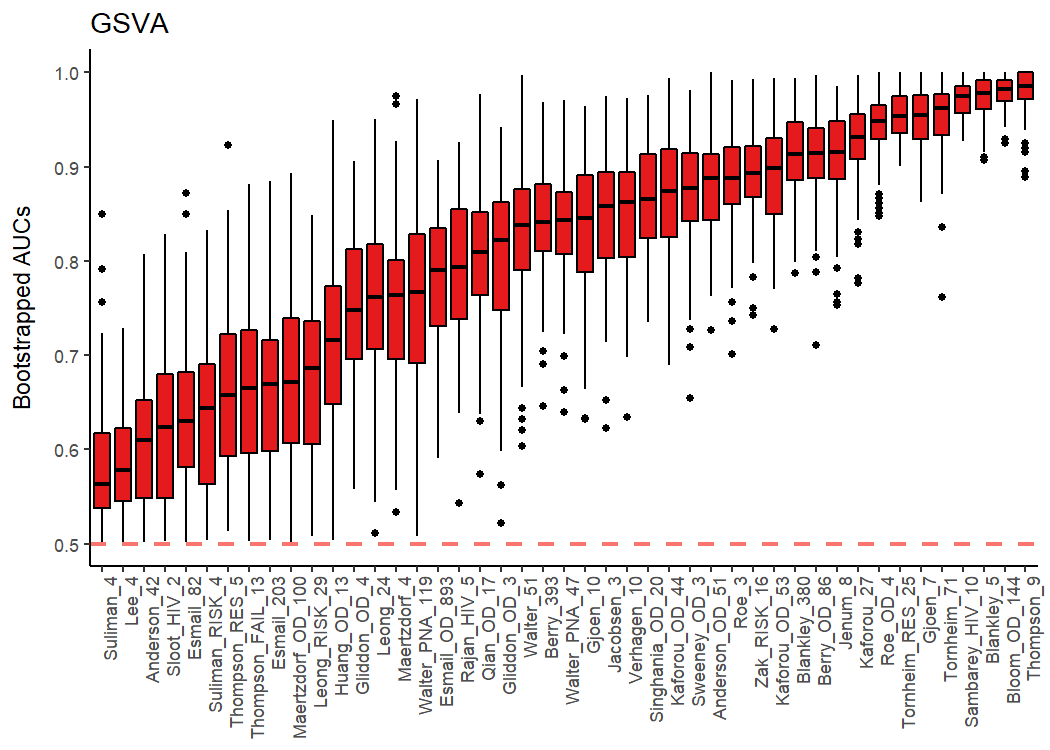 GSVA
Bootstrapped AUCs
1.0
0.9
0.8
0.7
0.6
0.5
Suliman_4
Lee_4
Anderson_42
Sloot_HIV_2
Esmail_82
Suliman_RISK_4
Thompson_RES_5
Thompson_FAIL_13
Esmail_203
Maertzdorf_OD_100
Leong_RISK_29
Huang_OD_13
Gliddon_OD_4
Leong_24
Maertzdorf_4
Walter_PNA_119
Esmail_OD_893
Rajan_HIV_5
Qian_OD_17
Gliddon_OD_3
Walter_51
Berry_393
Walter_PNA_47
Gjoen_10
Jacobsen_3
Verhagen_10
Singhania_OD_20
Kaforou_OD_44
Sweeney_OD_3
Anderson_OD_51
Roe_3
Zak_RISK_16
Kaforou_OD_53
Blankley_380
Berry_OD_86
Jenum_8
Kaforou_27
Roe_OD_4
Tornheim_RES_25
Gjoen_7
Tornheim_71
Sambarey_HIV_10
Blankley_5
Bloom_OD_144
Thompson_9